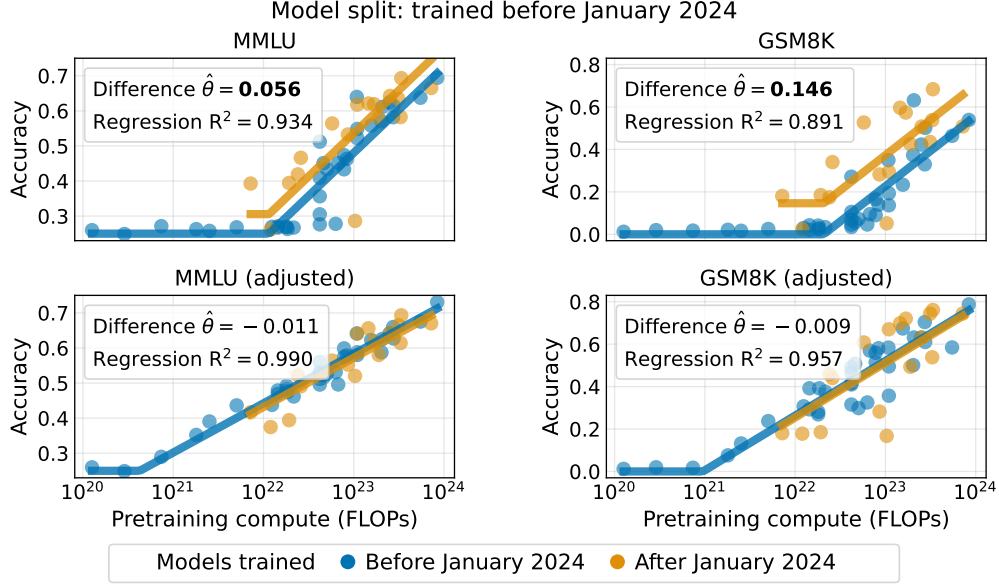 Model split: trained before January 2024
MMLU
GSM8K
Accuracy
0.7
0.6
0.5
0.4
0.3
Difference θ̂ = 0.056
Regression R² = 0.934
Accuracy
0.8
0.6
0.4
0.2
0.0
Difference θ̂ = 0.146
Regression R² = 0.891
MMLU (adjusted)
GSM8K (adjusted)
Accuracy
0.7
0.6
0.5
0.4
0.3
Difference θ̂ = −0.011
Regression R² = 0.990
10²⁰ 10²¹ 10²² 10²³ 10²⁴
Pretraining compute (FLOPs)
Accuracy
0.8
0.6
0.4
0.2
0.0
Difference θ̂ = −0.009
Regression R² = 0.957
10²⁰ 10²¹ 10²² 10²³ 10²⁴
Pretraining compute (FLOPs)
Models trained Before January 2024 After January 2024